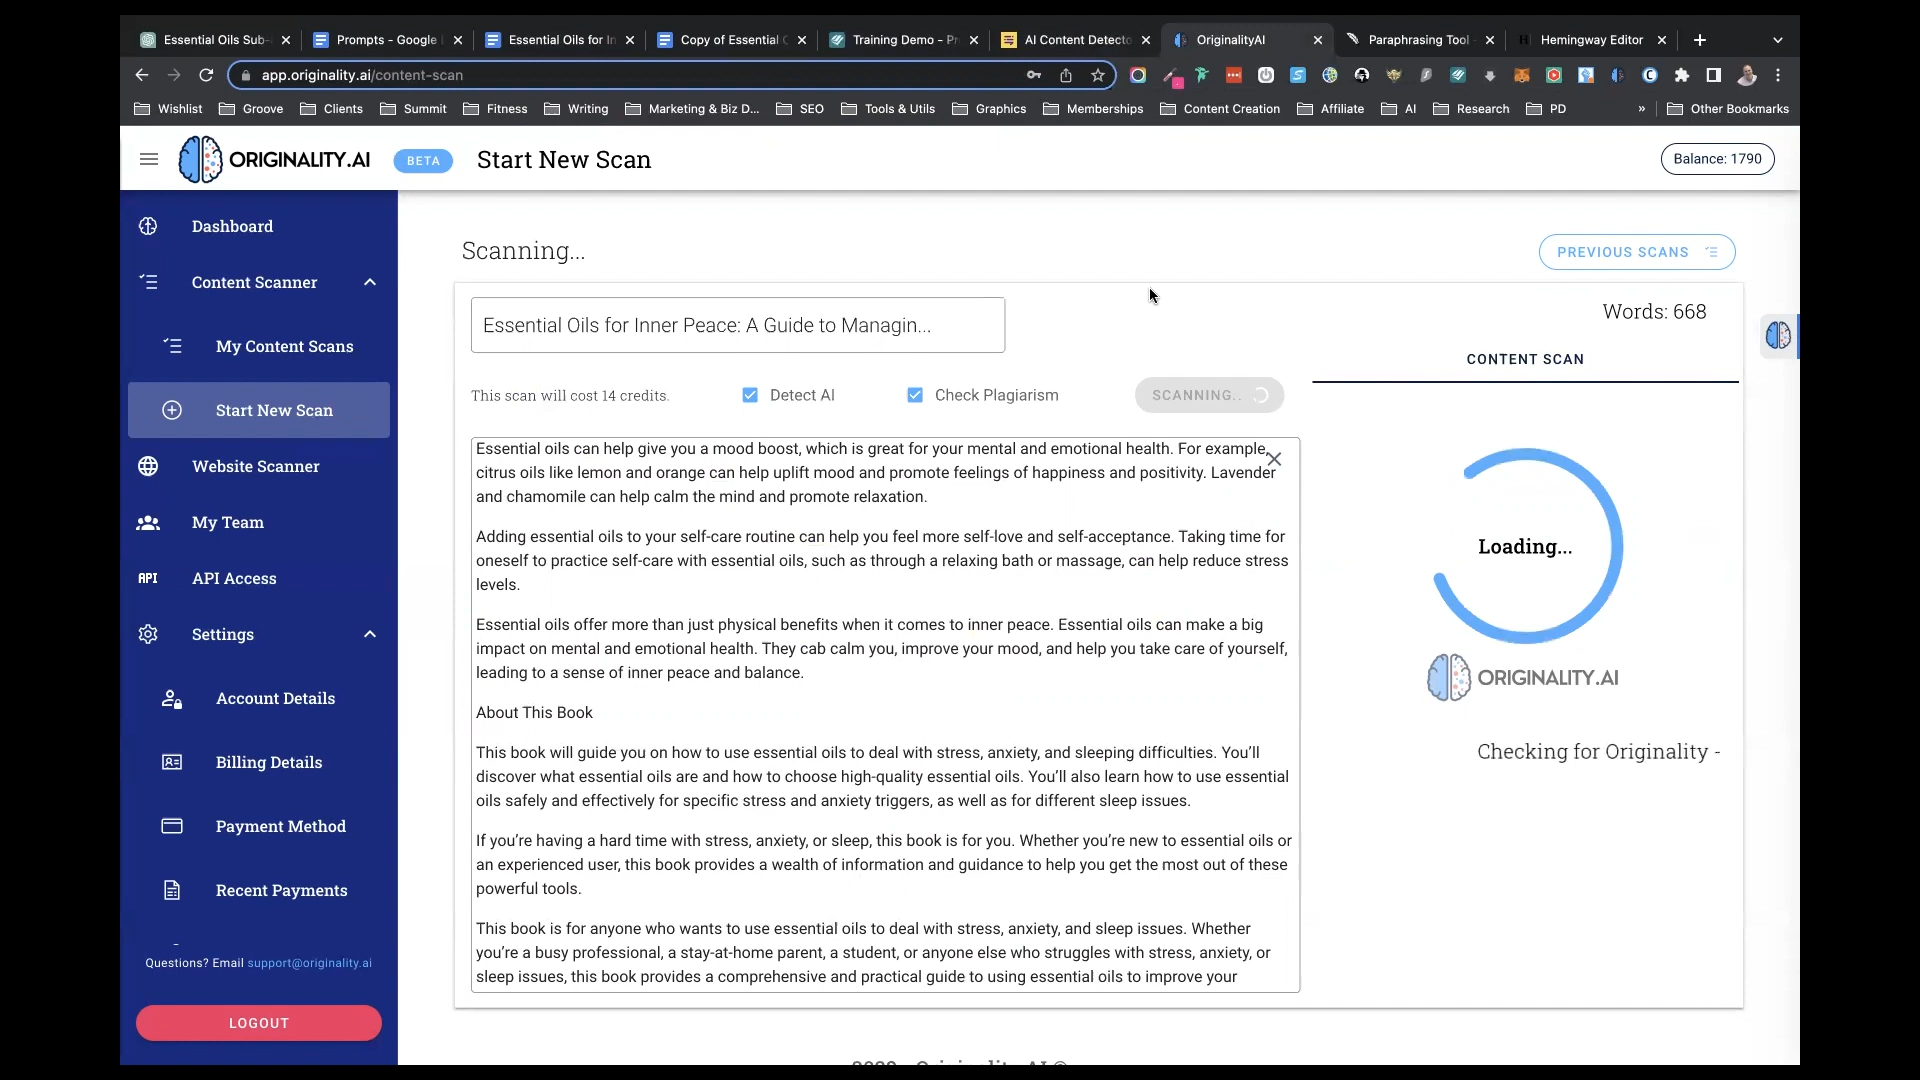 Essential Oils Sub-
Prompts - Google
Essential Oils for In
Copy of Essential
Training Demo - Pr
AI Content Detecto
OriginalityAI
Paraphrasing Tool
Hemingway Editor
app.originality.ai/content-scan
Wishlist
Groove
Clients
Summit
Fitness
Writing
Marketing & Biz D...
SEO
Tools & Utils
Graphics
Memberships
Content Creation
Affiliate
AI
Research
PD
»
Other Bookmarks
ORIGINALITY.AI
BETA
Start New Scan
Balance: 1790
Dashboard
Content Scanner
My Content Scans
Start New Scan
Website Scanner
My Team
API
API Access
Settings
Account Details
Billing Details
Payment Method
Recent Payments
Questions? Email support@originality.ai
LOGOUT
Scanning...
PREVIOUS SCANS
Essential Oils for Inner Peace: A Guide to Managin...
Words: 668
This scan will cost 14 credits.
Detect AI
Check Plagiarism
SCANNING..
CONTENT SCAN
Essential oils can help give you a mood boost, which is great for your mental and emotional health. For example,
citrus oils like lemon and orange can help uplift mood and promote feelings of happiness and positivity. Lavender
and chamomile can help calm the mind and promote relaxation.
Adding essential oils to your self-care routine can help you feel more self-love and self-acceptance. Taking time for
oneself to practice self-care with essential oils, such as through a relaxing bath or massage, can help reduce stress
levels.
Essential oils offer more than just physical benefits when it comes to inner peace. Essential oils can make a big
impact on mental and emotional health. They cab calm you, improve your mood, and help you take care of yourself,
leading to a sense of inner peace and balance.
About This Book
This book will guide you on how to use essential oils to deal with stress, anxiety, and sleeping difficulties. You’ll
discover what essential oils are and how to choose high-quality essential oils. You’ll also learn how to use essential
oils safely and effectively for specific stress and anxiety triggers, as well as for different sleep issues.
If you’re having a hard time with stress, anxiety, or sleep, this book is for you. Whether you’re new to essential oils or
an experienced user, this book provides a wealth of information and guidance to help you get the most out of these
powerful tools.
This book is for anyone who wants to use essential oils to deal with stress, anxiety, and sleep issues. Whether
you’re a busy professional, a stay-at-home parent, a student, or anyone else who struggles with stress, anxiety, or
sleep issues, this book provides a comprehensive and practical guide to using essential oils to improve your
Loading...
ORIGINALITY.AI
Checking for Originality -